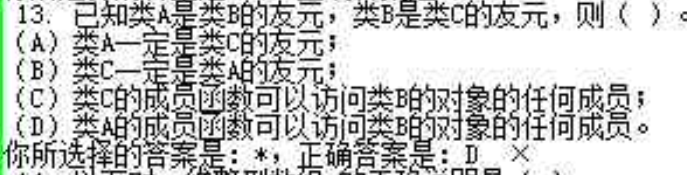 13. 已知类A是类B的友元，类B是类C的友元，则（ ）。
(A) 类A一定是类C的友元；
(B) 类C一定是类A的友元；
(C) 类C的成员函数可以访问类B的对象的任何成员；
(D) 类A的成员函数可以访问类B的对象的任何成员。
你所选择的答案是：*，正确答案是：D ×